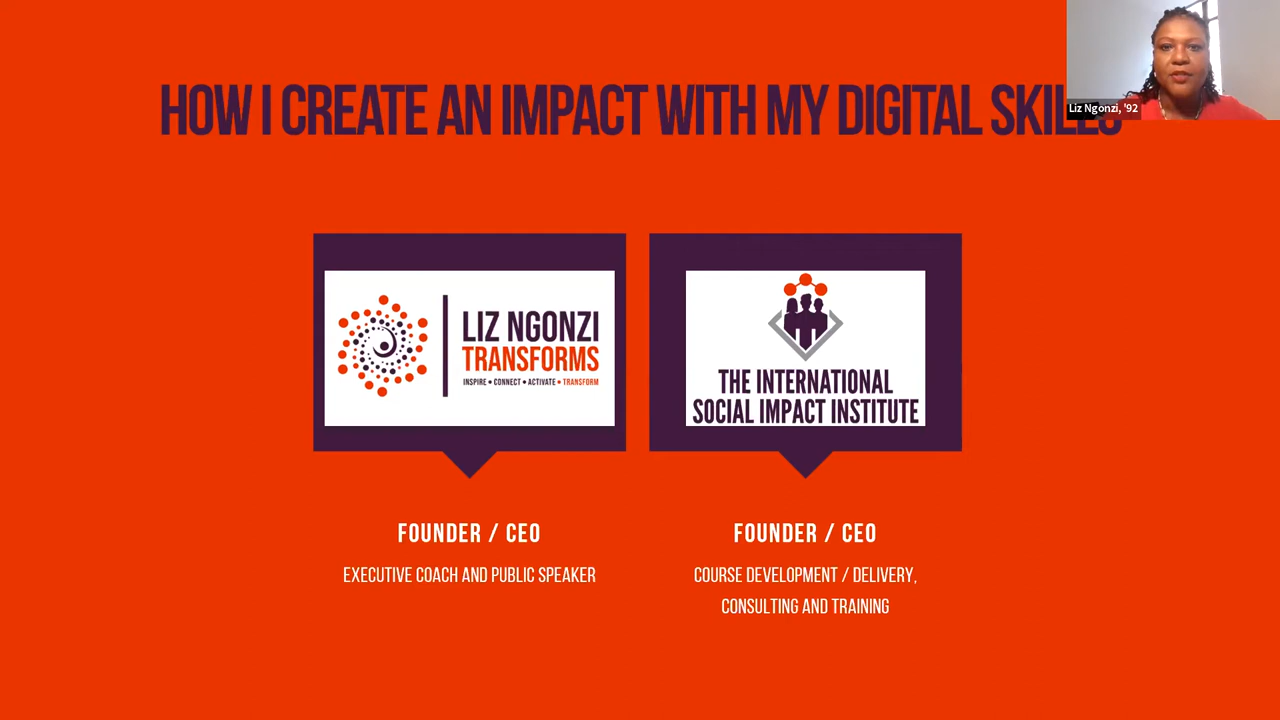 HOW I CREATE AN IMPACT WITH MY DIGITAL SKILLS
Liz Ngonzi, '92
LIZ NGONZI
TRANSFORMS
INSPIRE • CONNECT • ACTIVATE • TRANSFORM
THE INTERNATIONAL
SOCIAL IMPACT INSTITUTE
FOUNDER / CEO
EXECUTIVE COACH AND PUBLIC SPEAKER
FOUNDER / CEO
COURSE DEVELOPMENT / DELIVERY,
CONSULTING AND TRAINING